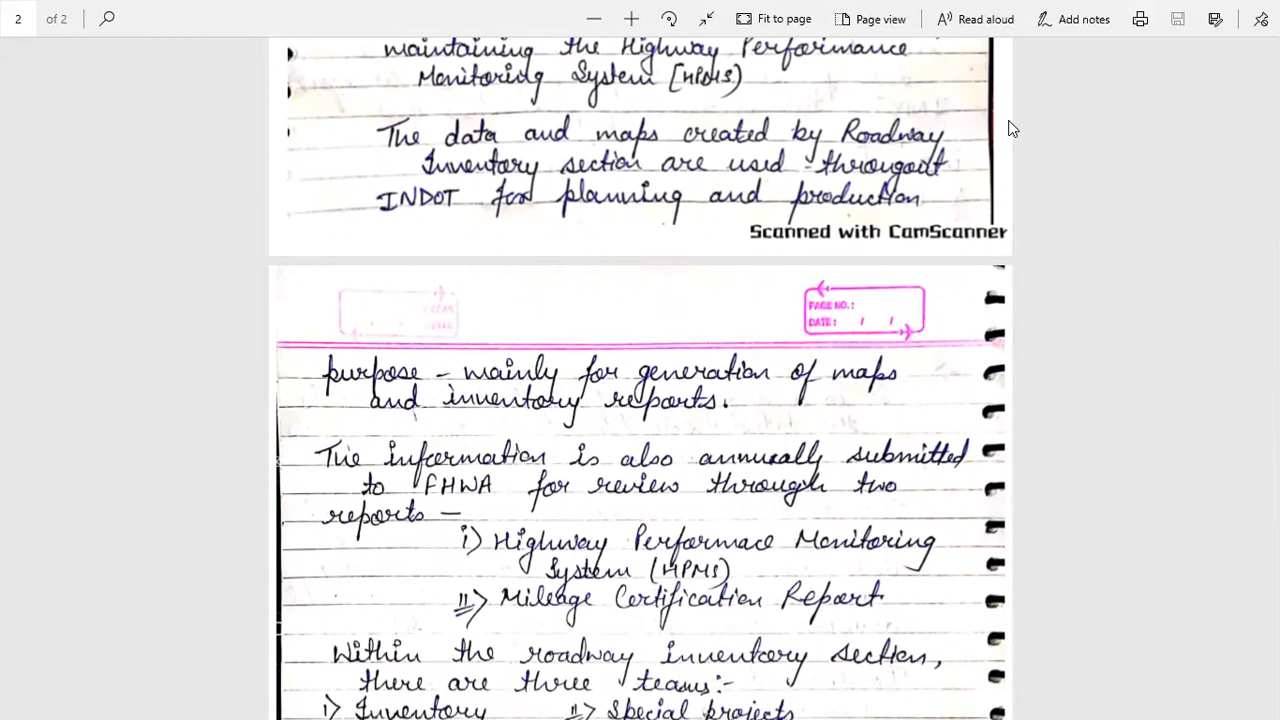 2 of 2 Fit to page Page view Read aloud Add notes
maintaining the Highway Performance
Monitoring System [HPMS)
The data and maps created by Roadway
Inventory section are used througout
INDOT for planning and production
Scanned with CamScanner
PAGE NO.:
DATE: / /
purpose - mainly for generation of maps
and inventory reports.
The information is also annually submitted
to FHWA for review through two
reports -
i) Highway Performace Monitoring
System (HPMS)
II) Mileage Certification Report
Within the roadway inventory section,
there are three teams:-
i) Inventory II) Special projects